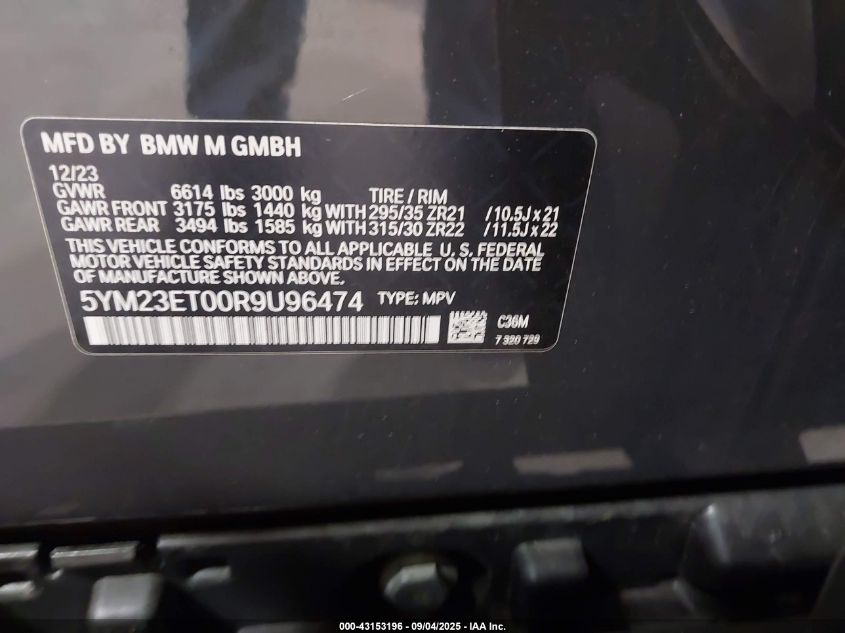 MFD BY BMW M GMBH
12/23
GVWR 6614 lbs 3000 kg TIRE / RIM
GAWR FRONT 3175 lbs 1440 kg WITH 295/35 ZR21 / 10.5J x 21
GAWR REAR 3494 lbs 1585 kg WITH 315/30 ZR22 / 11.5J x 22
THIS VEHICLE CONFORMS TO ALL APPLICABLE U. S. FEDERAL
MOTOR VEHICLE SAFETY STANDARDS IN EFFECT ON THE DATE
OF MANUFACTURE SHOWN ABOVE.
5YM23ET00R9U96474 TYPE: MPV
C36M
7 320 729
000-43153196 - 09/04/2025 - IAA Inc.